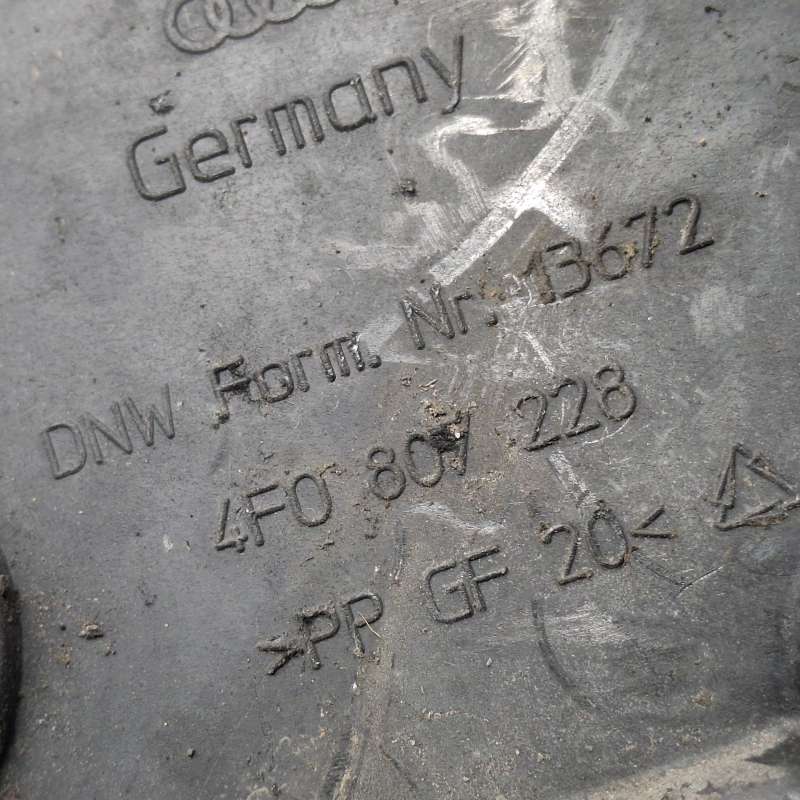 Germany
DNW Form. Nr. 13672
4F0 807 228
>PP GF 20<